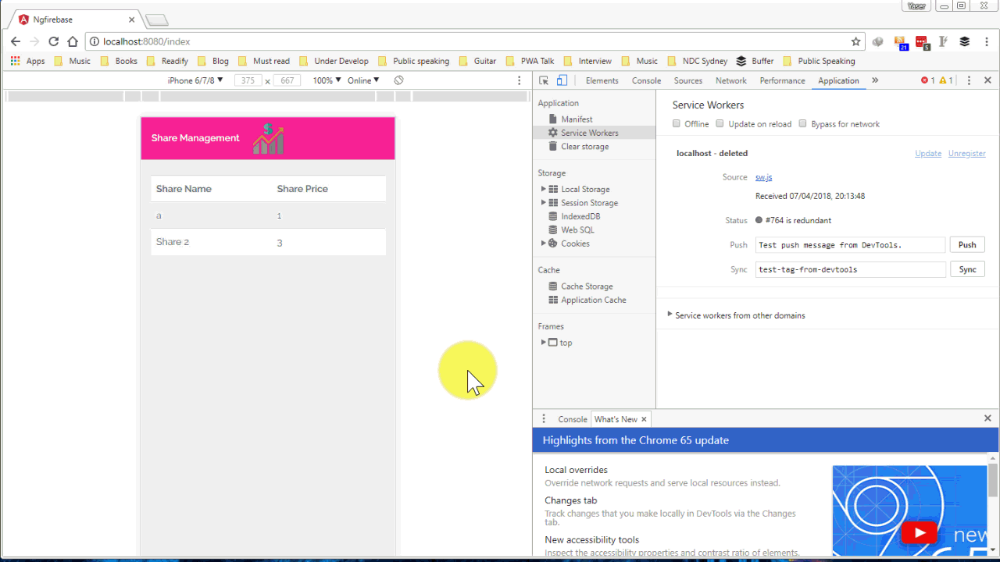 Yaser
Ngfirebase
localhost:8080/index
21
5
Apps Music Books Readify Blog Must read Under Develop Public speaking Guitar PWA Talk Interview Music NDC Sydney Buffer Public Speaking
iPhone 6/7/8 375 x 667 100% Online
Elements Console Sources Network Performance Application » 1 1
Share Management
Share Name Share Price
a 1
Share 2 3
Application
Manifest
Service Workers
Clear storage
Storage
Local Storage
Session Storage
IndexedDB
Web SQL
Cookies
Cache
Cache Storage
Application Cache
Frames
top
Service Workers
Offline Update on reload Bypass for network
localhost - deleted Update Unregister
Source sw.js
Received 07/04/2018, 20:13:48
Status #764 is redundant
Push Test push message from DevTools. Push
Sync test-tag-from-devtools Sync
Service workers from other domains
Console What's New
Highlights from the Chrome 65 update
Local overrides
Override network requests and serve local resources instead.
Changes tab
Track changes that you make locally in DevTools via the Changes
tab.
New accessibility tools
Inspect the accessibility properties and contrast ratio of elements.
new